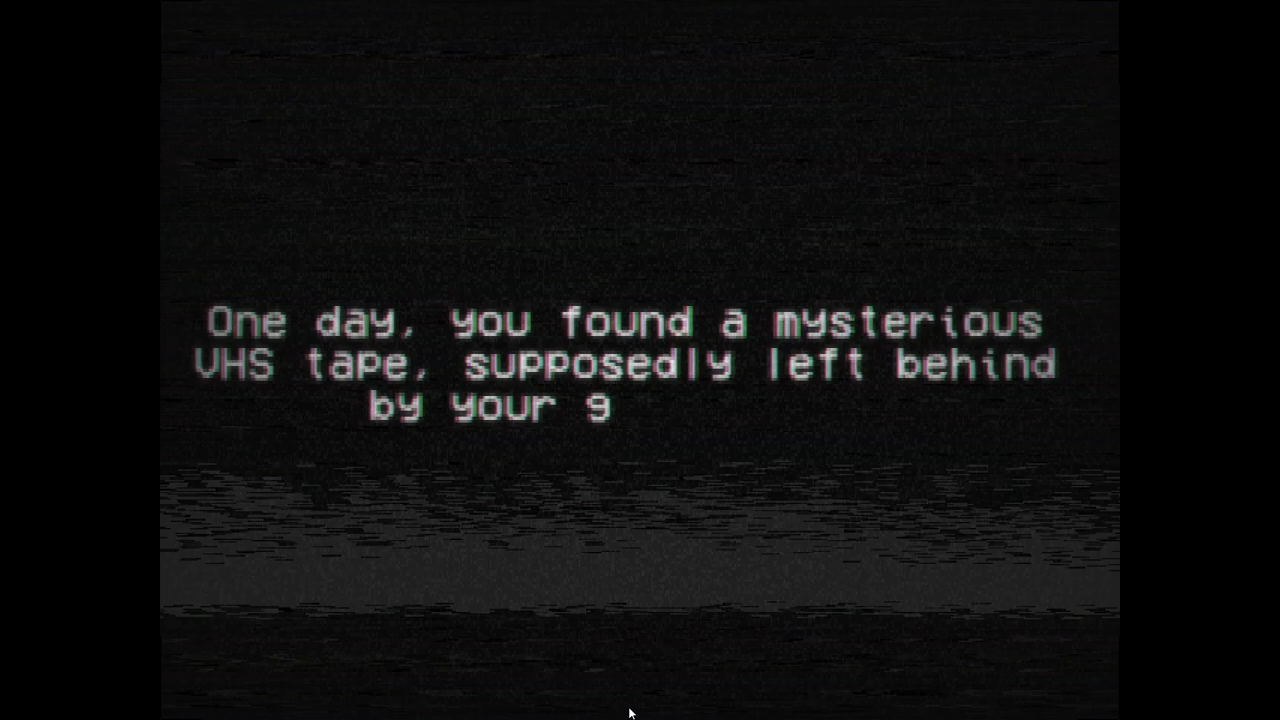 One day, you found a mysterious
VHS tape, supposedly left behind
by your g